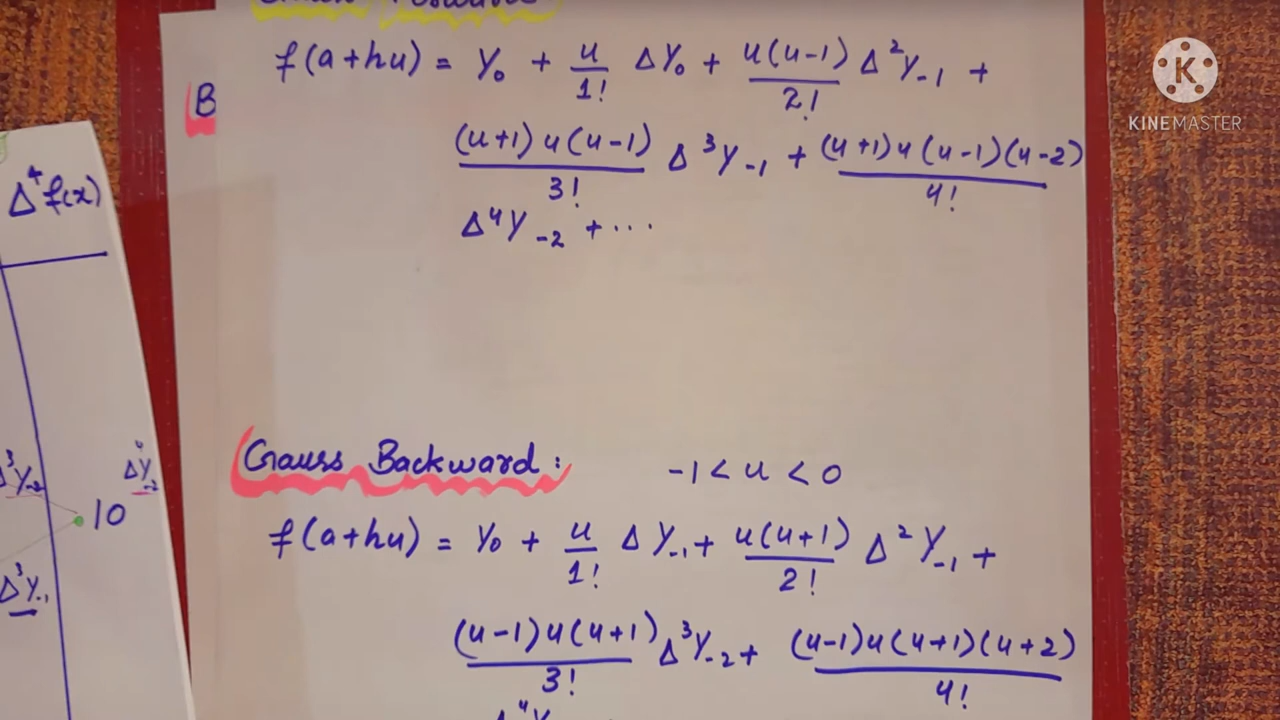 f(a+hu) = Y₀ + u/1! ΔY₀ + u(u-1)/2! Δ²Y₋₁ +
B
(u+1)u(u-1)/3! Δ³Y₋₁ + (u+1)u(u-1)(u-2)/4!
Δ⁴Y₋₂ + ...
Δ⁴f(x)
Gauss Backward :
-1 < u < 0
f(a+hu) = Y₀ + u/1! ΔY₋₁ + u(u+1)/2! Δ²Y₋₁ +
(u-1)u(u+1)/3! Δ³Y₋₂ + (u-1)u(u+1)(u+2)/4!
10
Δ³Y₋₁
KINEMASTER